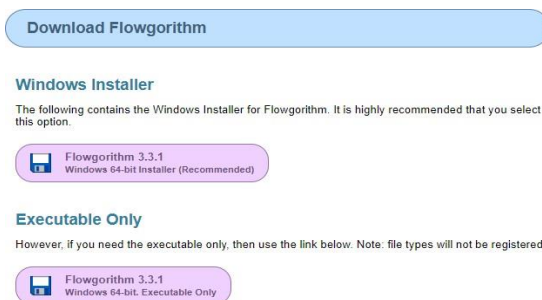 Download Flowgorithm
Windows Installer
The following contains the Windows Installer for Flowgorithm. It is highly recommended that you select
this option.
Flowgorithm 3.3.1
Windows 64-bit Installer (Recommended)
Executable Only
However, if you need the executable only, then use the link below. Note: file types will not be registered
Flowgorithm 3.3.1
Windows 64-bit. Executable Only